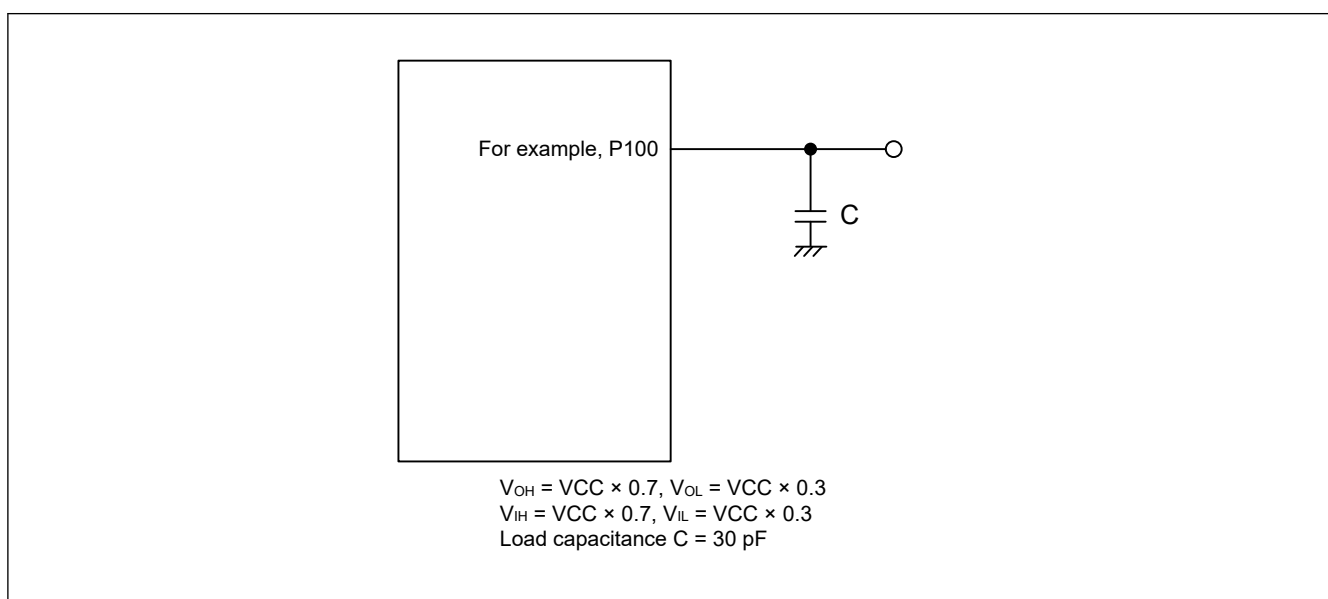 For example, P100
C
VOH = VCC × 0.7, VOL = VCC × 0.3
VIH = VCC × 0.7, VIL = VCC × 0.3
Load capacitance C = 30 pF